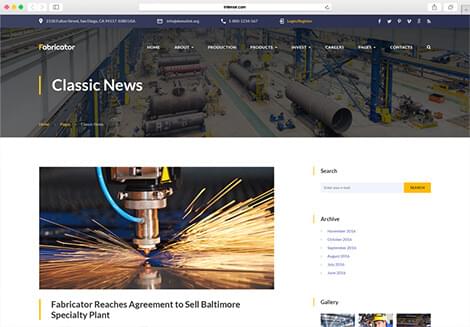 intense.com
2130 Fulton Street, San Diego, CA 94117-1080 USA
info@demolink.org
1-800-1234-567
Login/Register
Fabricator
HOME
ABOUT
PRODUCTION
PRODUCTS
INVEST
CAREERS
PAGES
CONTACTS
Classic News
Home
Pages
Classic News
Search
Enter your e-mail
SEARCH
Archive
November 2016
October 2016
September 2016
August 2016
July 2016
June 2016
Gallery
Fabricator Reaches Agreement to Sell Baltimore
Specialty Plant